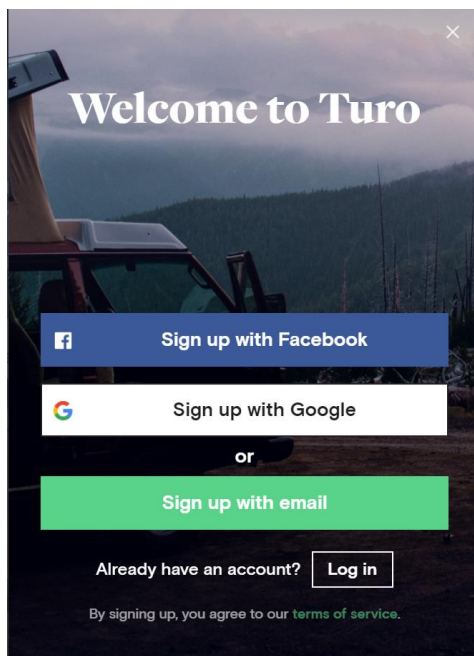 Welcome to Turo
Sign up with Facebook
Sign up with Google
or
Sign up with email
Already have an account? Log in
By signing up, you agree to our terms of service.